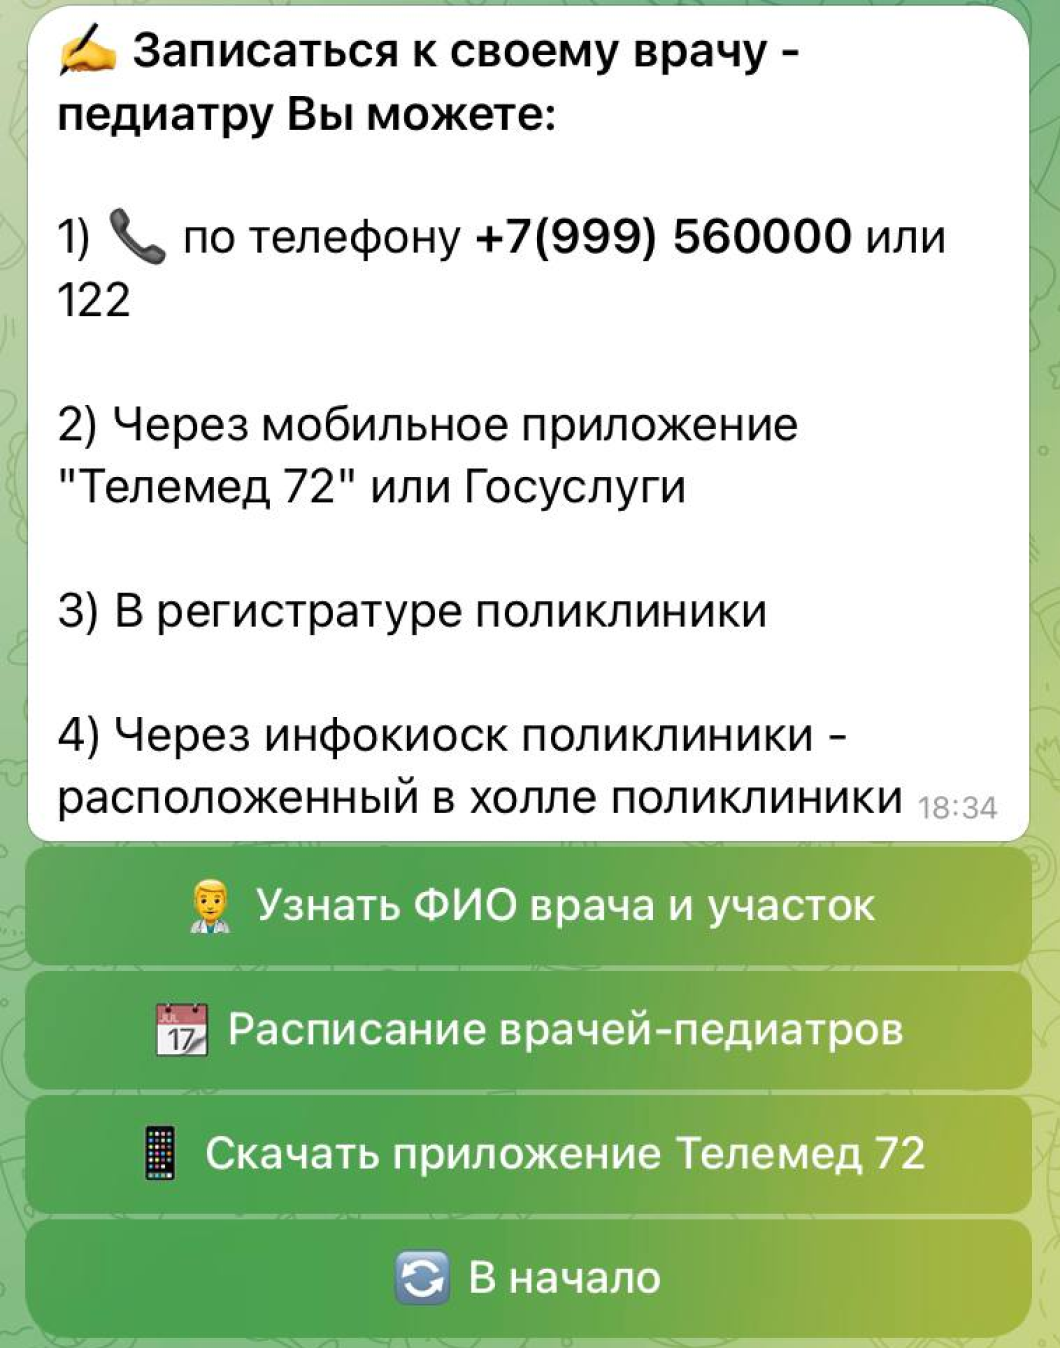 ✍️ Записаться к своему врачу -
педиатру Вы можете:
1) 📞 по телефону +7(999) 560000 или
122
2) Через мобильное приложение
"Телемед 72" или Госуслуги
3) В регистратуре поликлиники
4) Через инфокиоск поликлиники -
расположенный в холле поликлиники 18:34
👨‍⚕️ Узнать ФИО врача и участок
📅 Расписание врачей-педиатров
📱 Скачать приложение Телемед 72
🔄 В начало